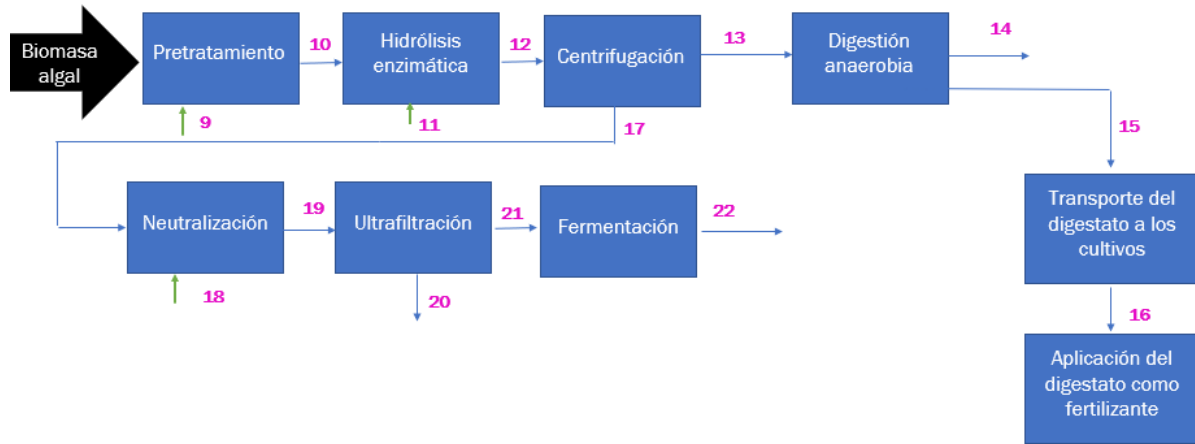 Biomasa
algal
Pretratamiento
10
Hidrólisis
enzimática
12
Centrifugación
13
Digestión
anaerobia
14
9
11
17
15
Neutralización
19
Ultrafiltración
21
Fermentación
22
Transporte del
digestato a los
cultivos
18
20
16
Aplicación del
digestato como
fertilizante